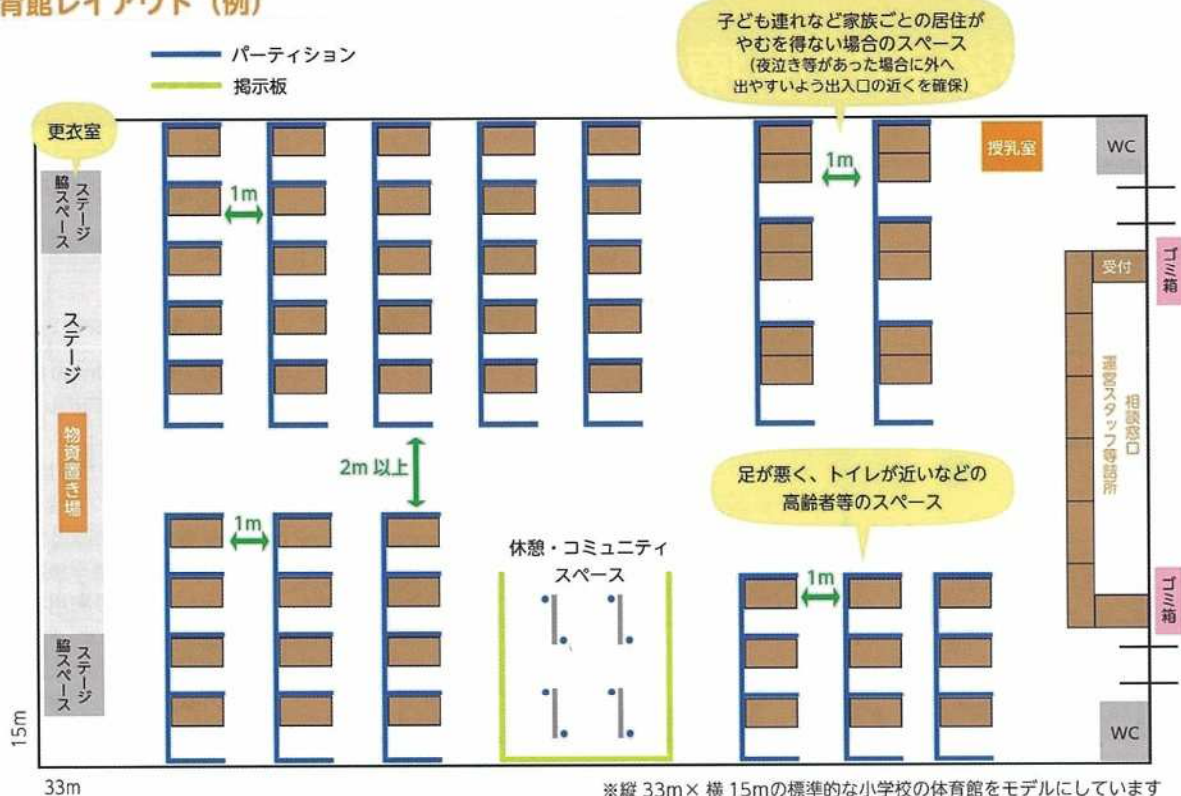 育館レイアウト（例）
パーティション
掲示板
子ども連れなど家族ごとの居住が
やむを得ない場合のスペース
（夜泣き等があった場合に外へ
出やすいよう出入口の近くを確保）
更衣室
ステージ
脇スペース
ステージ
物資置き場
ステージ
脇スペース
1m
1m
授乳室
WC
ゴミ箱
受付
相談窓口
運営スタッフ等詰所
2m 以上
1m
休憩・コミュニティ
スペース
足が悪く、トイレが近いなどの
高齢者等のスペース
1m
ゴミ箱
WC
15m
33m
※縦 33m× 横 15mの標準的な小学校の体育館をモデルにしています